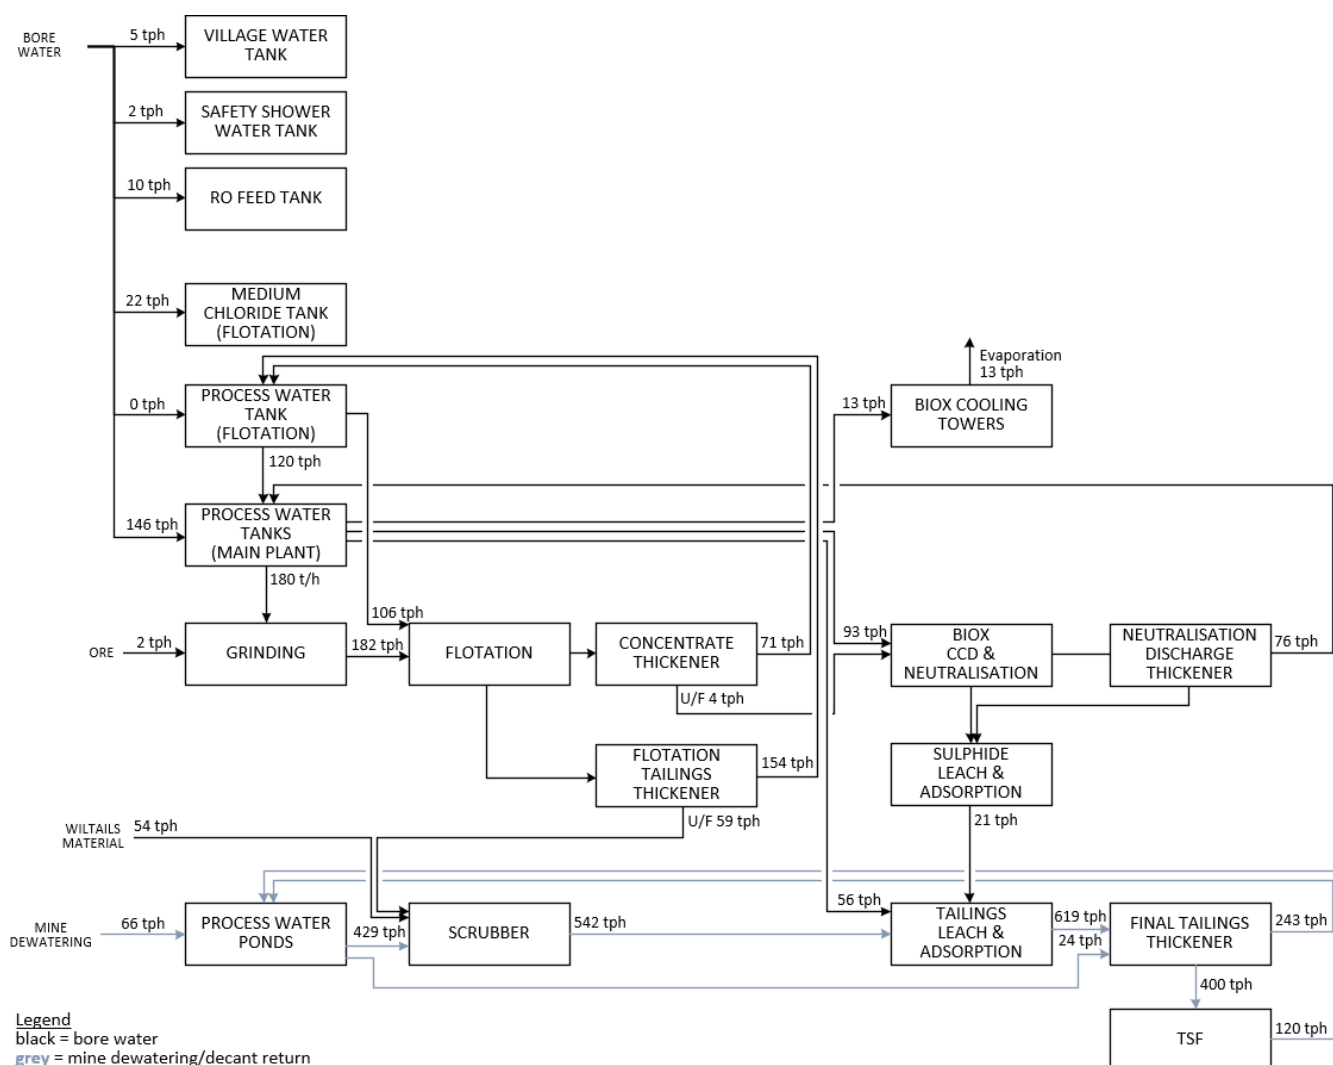 BORE
WATER
5 tph
VILLAGE WATER
TANK
2 tph
SAFETY SHOWER
WATER TANK
10 tph
RO FEED TANK
22 tph
MEDIUM
CHLORIDE TANK
(FLOTATION)
Evaporation
13 tph
0 tph
PROCESS WATER
TANK
(FLOTATION)
13 tph
BIOX COOLING
TOWERS
120 tph
146 tph
PROCESS WATER
TANKS
(MAIN PLANT)
180 t/h
ORE
2 tph
GRINDING
182 tph
106 tph
FLOTATION
CONCENTRATE
THICKENER
71 tph
U/F 4 tph
93 tph
BIOX
CCD &
NEUTRALISATION
NEUTRALISATION
DISCHARGE
THICKENER
76 tph
FLOTATION
TAILINGS
THICKENER
154 tph
U/F 59 tph
SULPHIDE
LEACH &
ADSORPTION
21 tph
WILTAILS
MATERIAL
54 tph
MINE
DEWATERING
66 tph
PROCESS WATER
PONDS
429 tph
SCRUBBER
542 tph
56 tph
TAILINGS
LEACH &
ADSORPTION
619 tph
24 tph
FINAL TAILINGS
THICKENER
243 tph
400 tph
TSF
120 tph
Legend
black = bore water
grey = mine dewatering/decant return